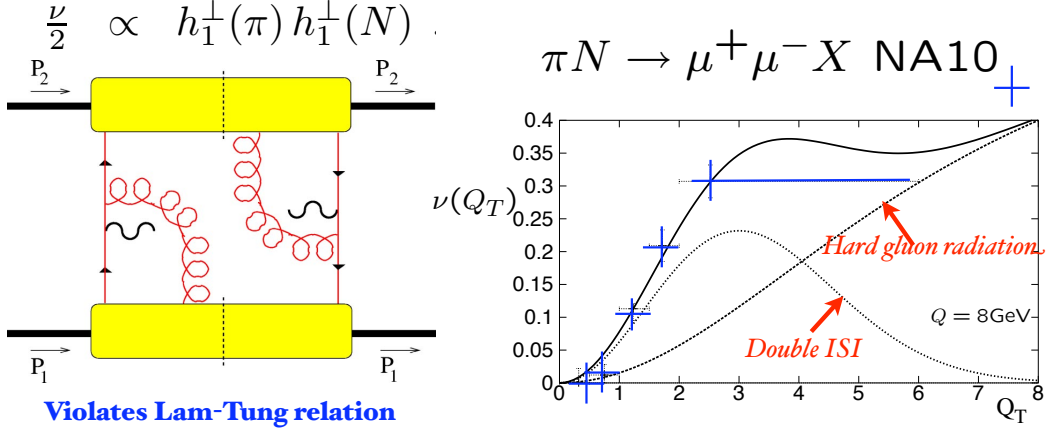 ν/2 ∝ h₁^⊥(π) h₁^⊥(N) .
P₂
P₂
P₁
P₁
Violates Lam-Tung relation
πN → μ⁺μ⁻X NA10
ν(Q_T)
0.4
0.35
0.3
0.25
0.2
0.15
0.1
0.05
0
Hard gluon radiation
Q = 8GeV
Double ISI
0 1 2 3 4 5 6 7 8
Q_T